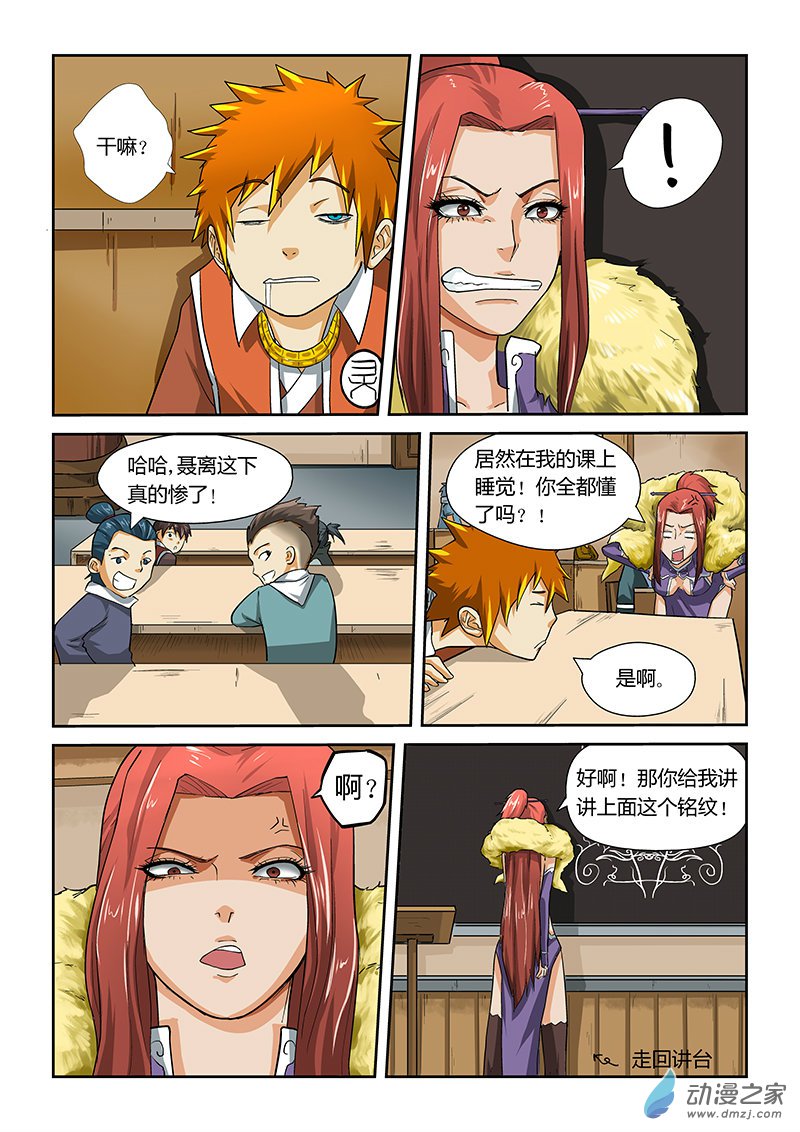 干嘛？
！
灵
哈哈，聂离这下
真的惨了！
居然在我的课上
睡觉！你全都懂
了吗？！
是啊。
啊？
好啊！那你给我讲
讲上面这个铭纹！
走回讲台
动漫之家
www.dmzj.com